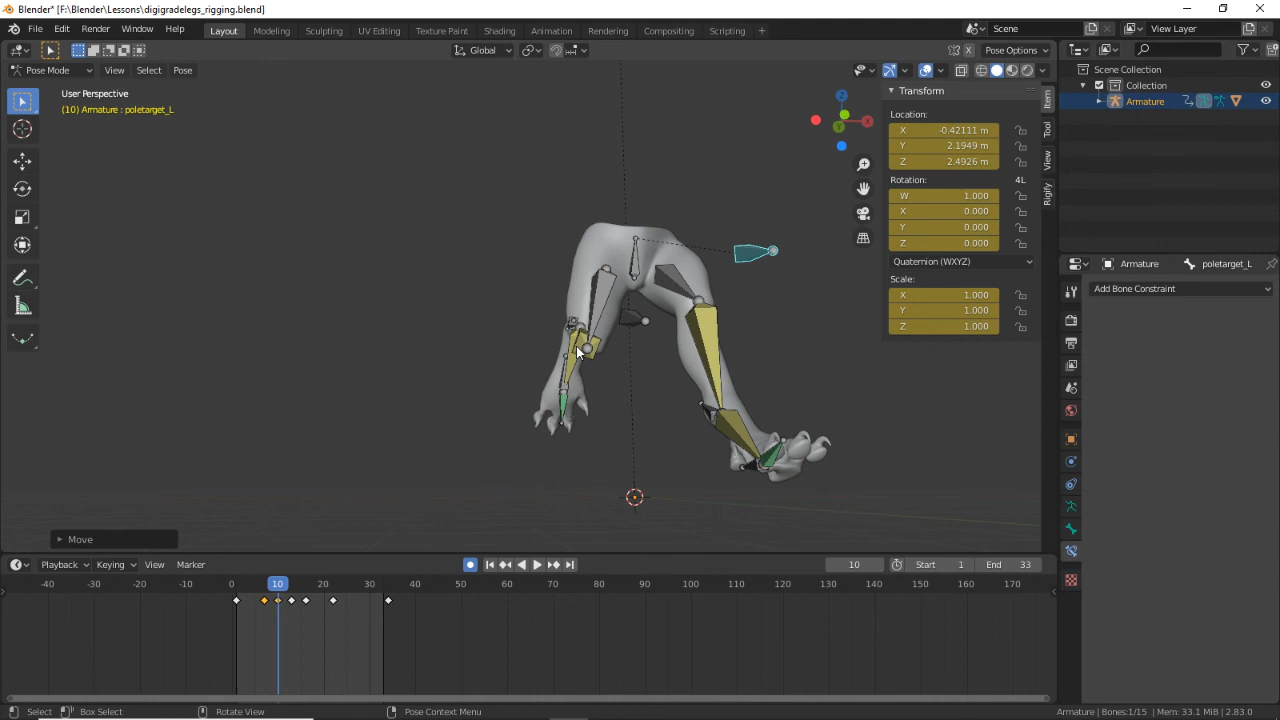 Blender* [F:\Blender\Lessons\digigradelegs_rigging.blend]
File Edit Render Window Help Layout Modeling Sculpting UV Editing Texture Paint Shading Animation Rendering Compositing Scripting + Scene View Layer
Global Pose Options
Pose Mode View Select Pose
User Perspective
(10) Armature : poletarget_L
Z
X
Y
Transform
Location:
X -0.42111 m
Y 2.1949 m
Z 2.4926 m
Rotation: 4L
W 1.000
X 0.000
Y 0.000
Z 0.000
Quaternion (WXYZ)
Scale:
X 1.000
Y 1.000
Z 1.000
Item
Tool
View
Rigify
Scene Collection
Collection
Armature
Armature poletarget_L
Add Bone Constraint
Move
Playback Keying View Marker 10 Start 1 End 33
-40 -30 -20 -10 0 10 20 30 40 50 60 70 80 90 100 110 120 130 140 150 160 170
Select Box Select Rotate View Pose Context Menu Armature | Bones:1/15 | Mem: 33.1 MiB | 2.83.0